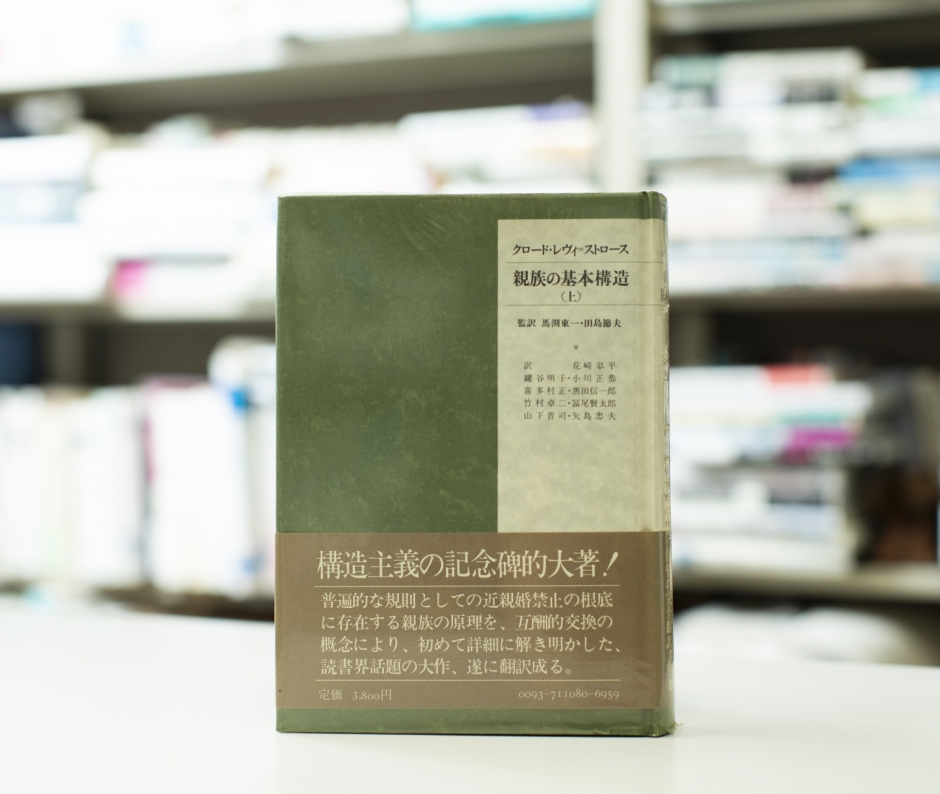 クロード・レヴィ=ストロース
親族の基本構造
(上)
監訳 馬渕東一・田島節夫
*
訳 花崎皋平
鍵谷明子・小川正恭
喜多村正・黒田信一郎
竹村卓二・冨尾賢太郎
山下晋司・矢島忠夫
構造主義の記念碑的大著!
普遍的な規則としての近親婚禁止の根底
に存在する親族の原理を、互酬的交換の
概念により、初めて詳細に解き明かした、
読書界話題の大作、遂に翻訳成る。
定価 3.800円
0093-711080-6959